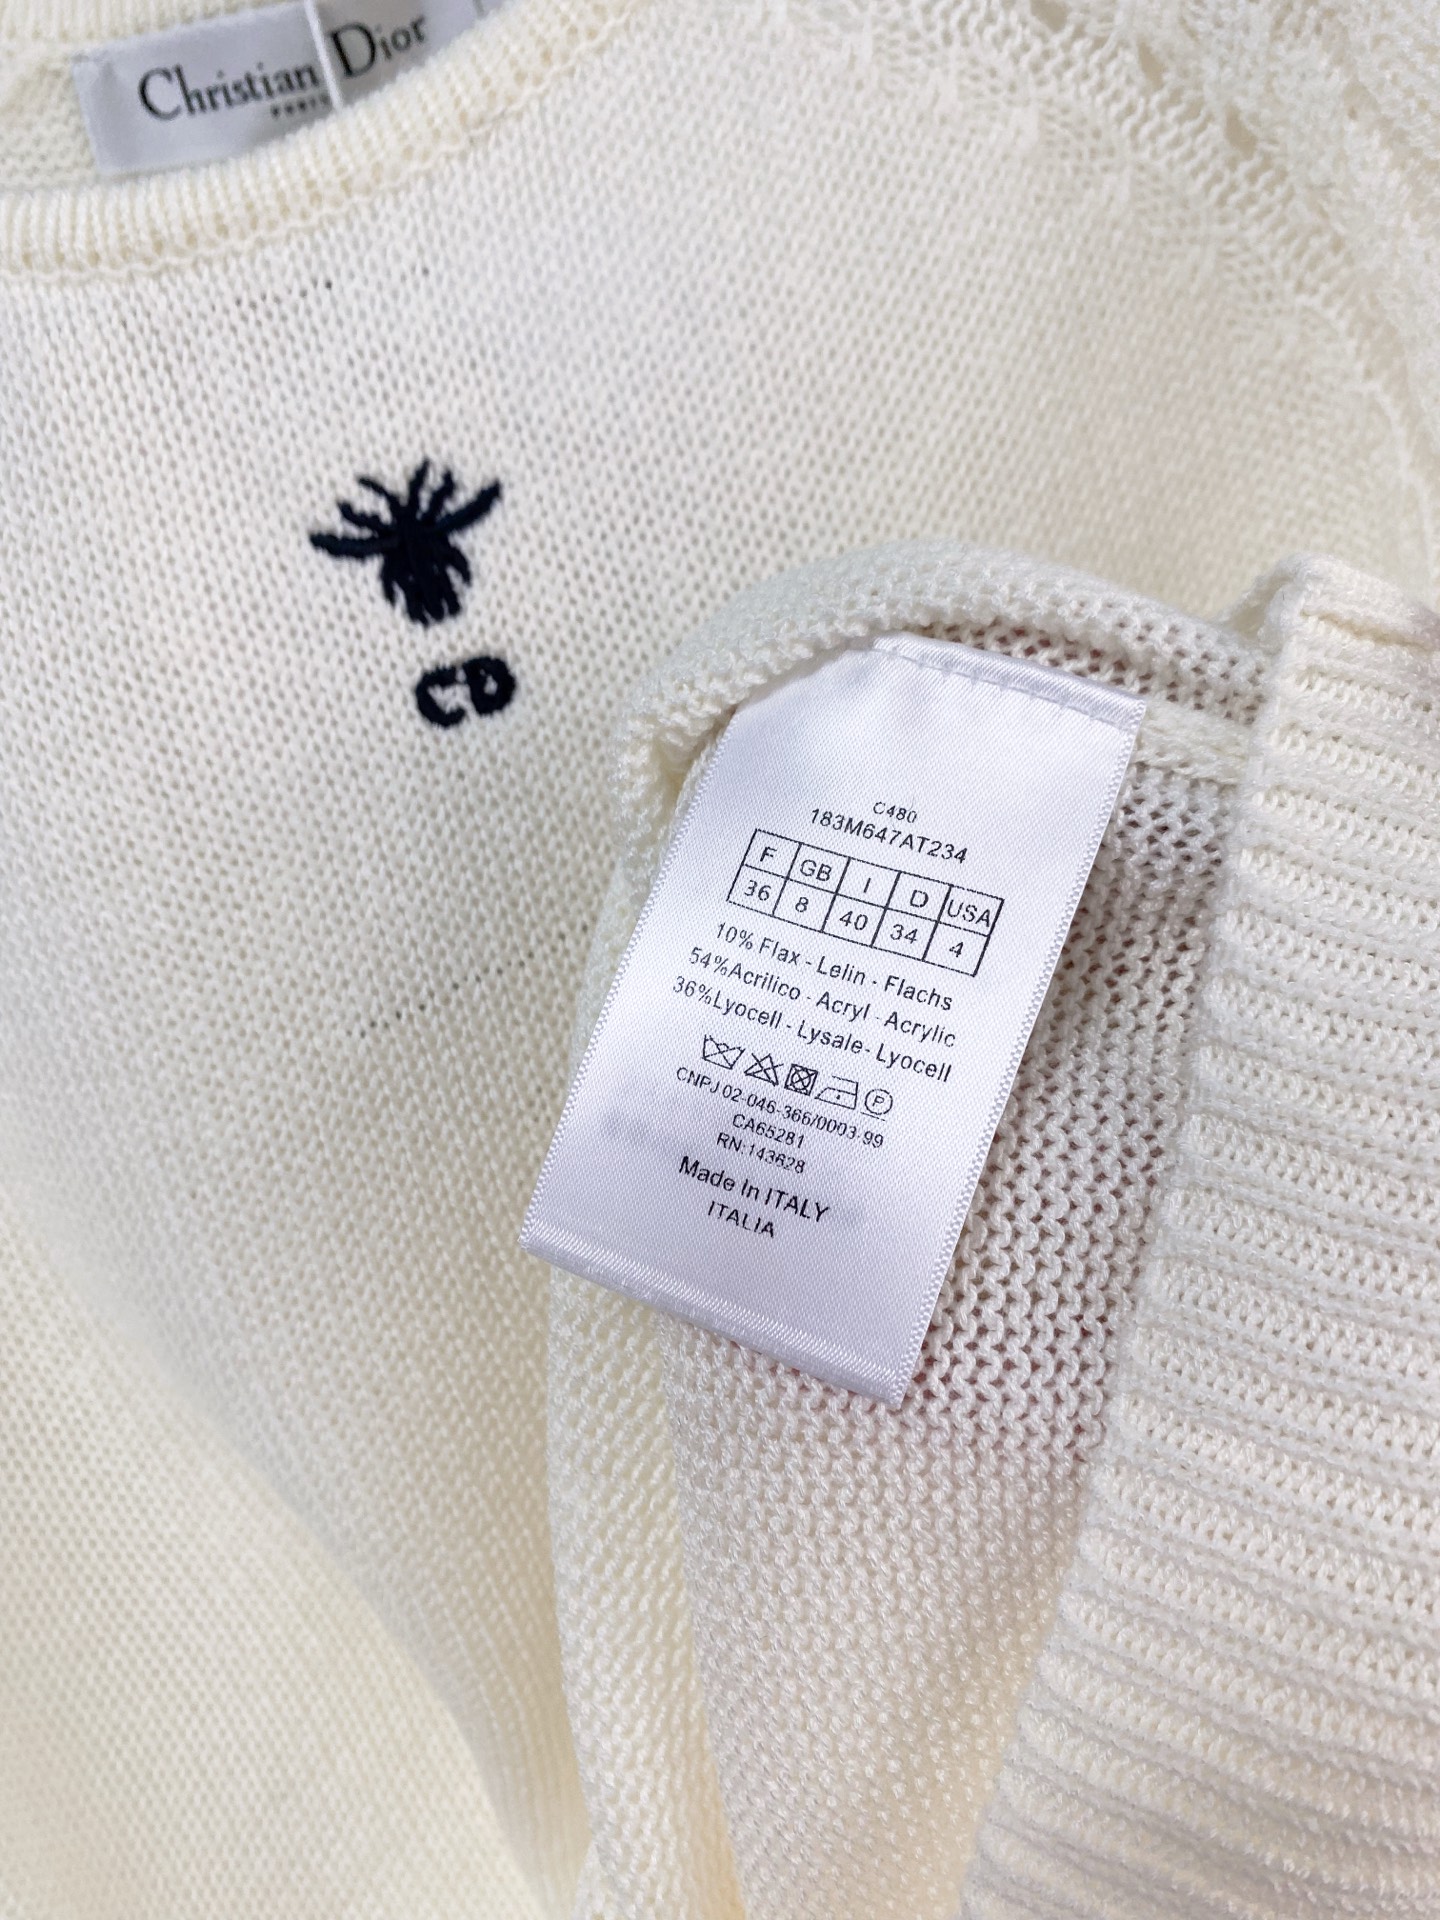 Christian Dior
PARIS
CD
C480
183M647AT234
F GB I D USA
36 8 40 34 4
10% Flax - Lelin - Flachs
54%Acrilico - Acryl - Acrylic
36%Lyocell - Lysale- Lyocell
P
CNPJ 02-046-366/0003-99
CA65281
RN:143628
Made In ITALY
ITALIA